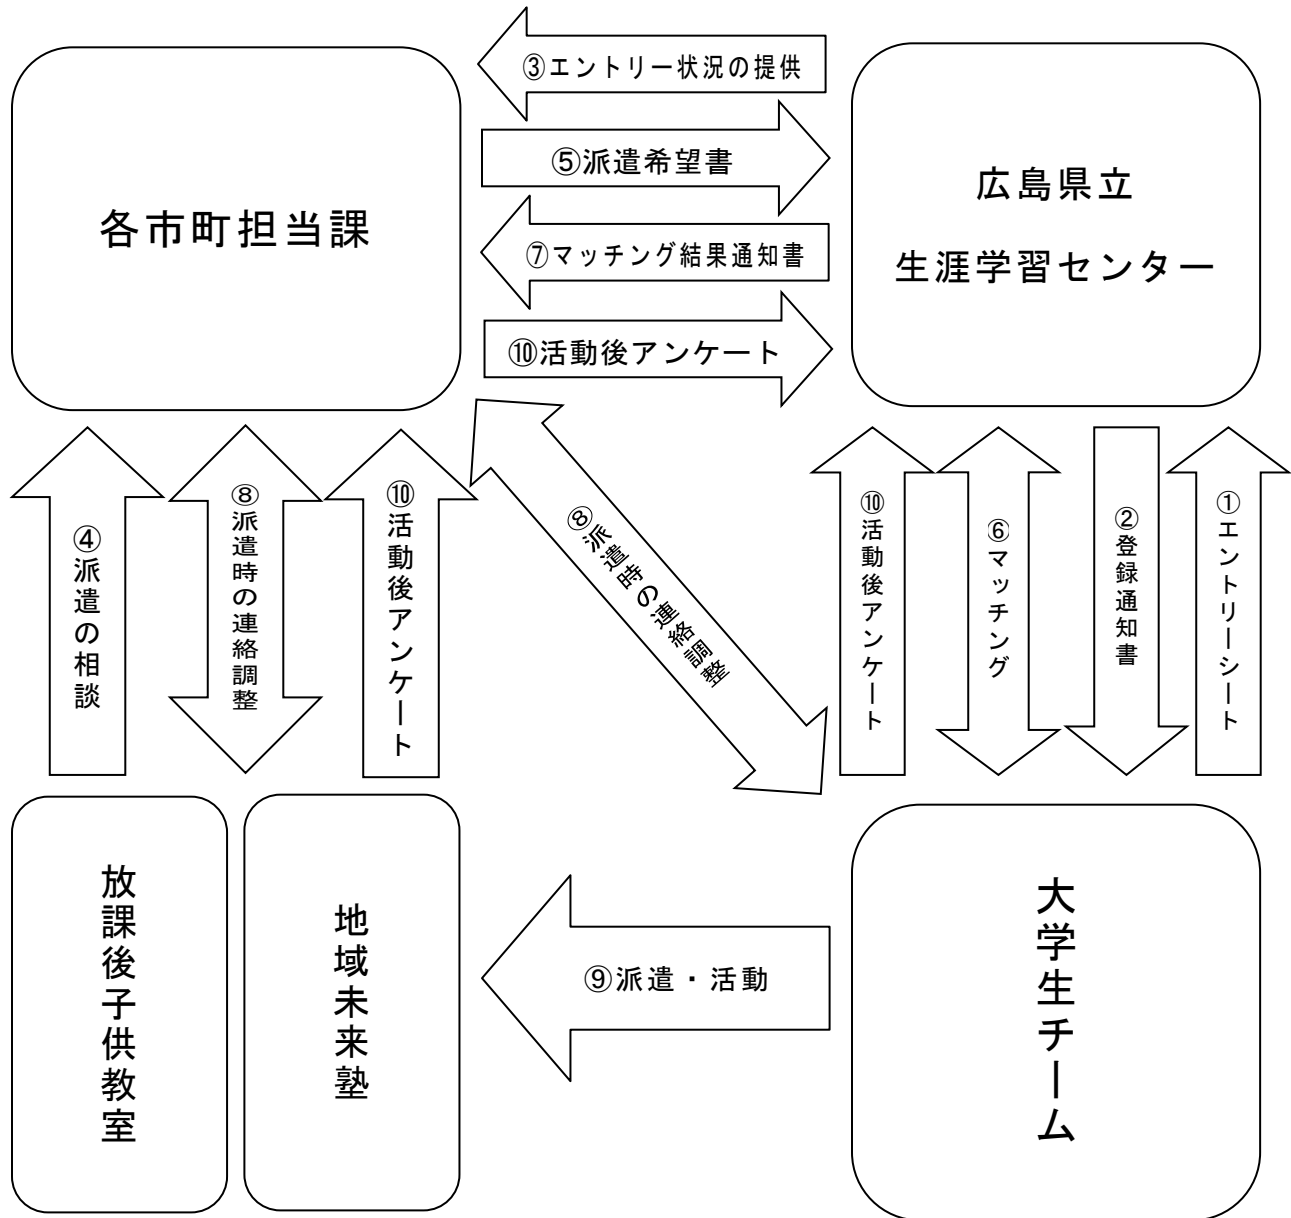 ③エントリー状況の提供
各市町担当課
⑤派遣希望書
⑦マッチング結果通知書
⑩活動後アンケート
広島県立
生涯学習センター
④派遣の相談
⑧派遣時の連絡調整
⑩活動後アンケート
⑧派遣時の連絡調整
⑩活動後アンケート
⑥マッチング
②登録通知書
①エントリーシート
放課後子供教室
地域未来塾
⑨派遣・活動
大学生チーム